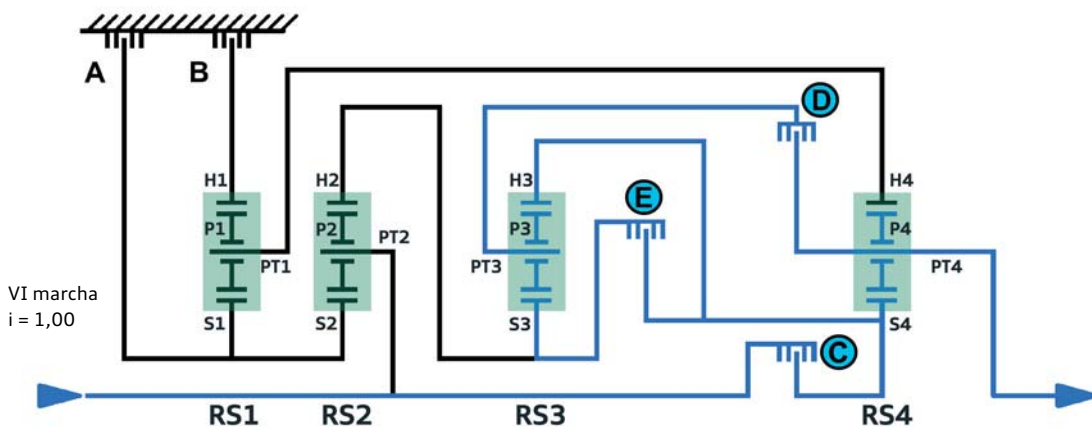 A
B
D
H1
H2
H3
H4
E
P1
P2
P3
P4
PT1
PT2
PT3
PT4
VI marcha
i = 1,00
S1
S2
S3
S4
C
RS1
RS2
RS3
RS4